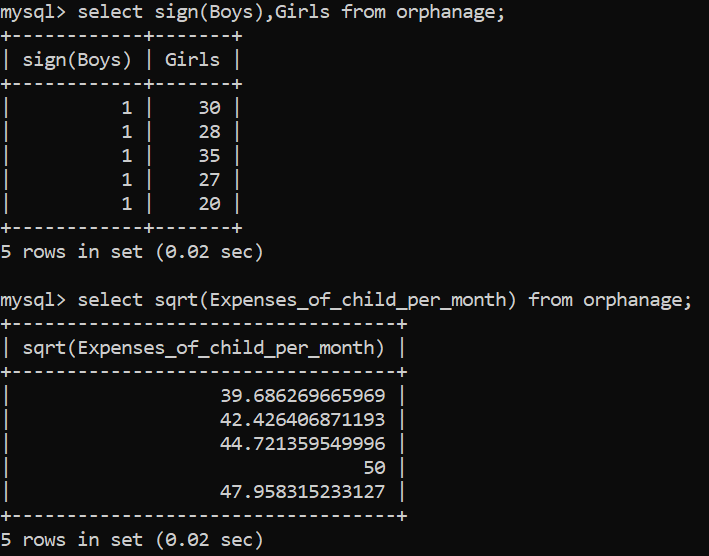 mysql> select sign(Boys),Girls from orphanage;
+------------+-------+
| sign(Boys) | Girls |
+------------+-------+
|          1 |    30 |
|          1 |    28 |
|          1 |    35 |
|          1 |    27 |
|          1 |    20 |
+------------+-------+
5 rows in set (0.02 sec)

mysql> select sqrt(Expenses_of_child_per_month) from orphanage;
+-----------------------------------+
| sqrt(Expenses_of_child_per_month) |
+-----------------------------------+
|                   39.686269665969 |
|                   42.426406871193 |
|                   44.721359549996 |
|                                50 |
|                   47.958315233127 |
+-----------------------------------+
5 rows in set (0.02 sec)